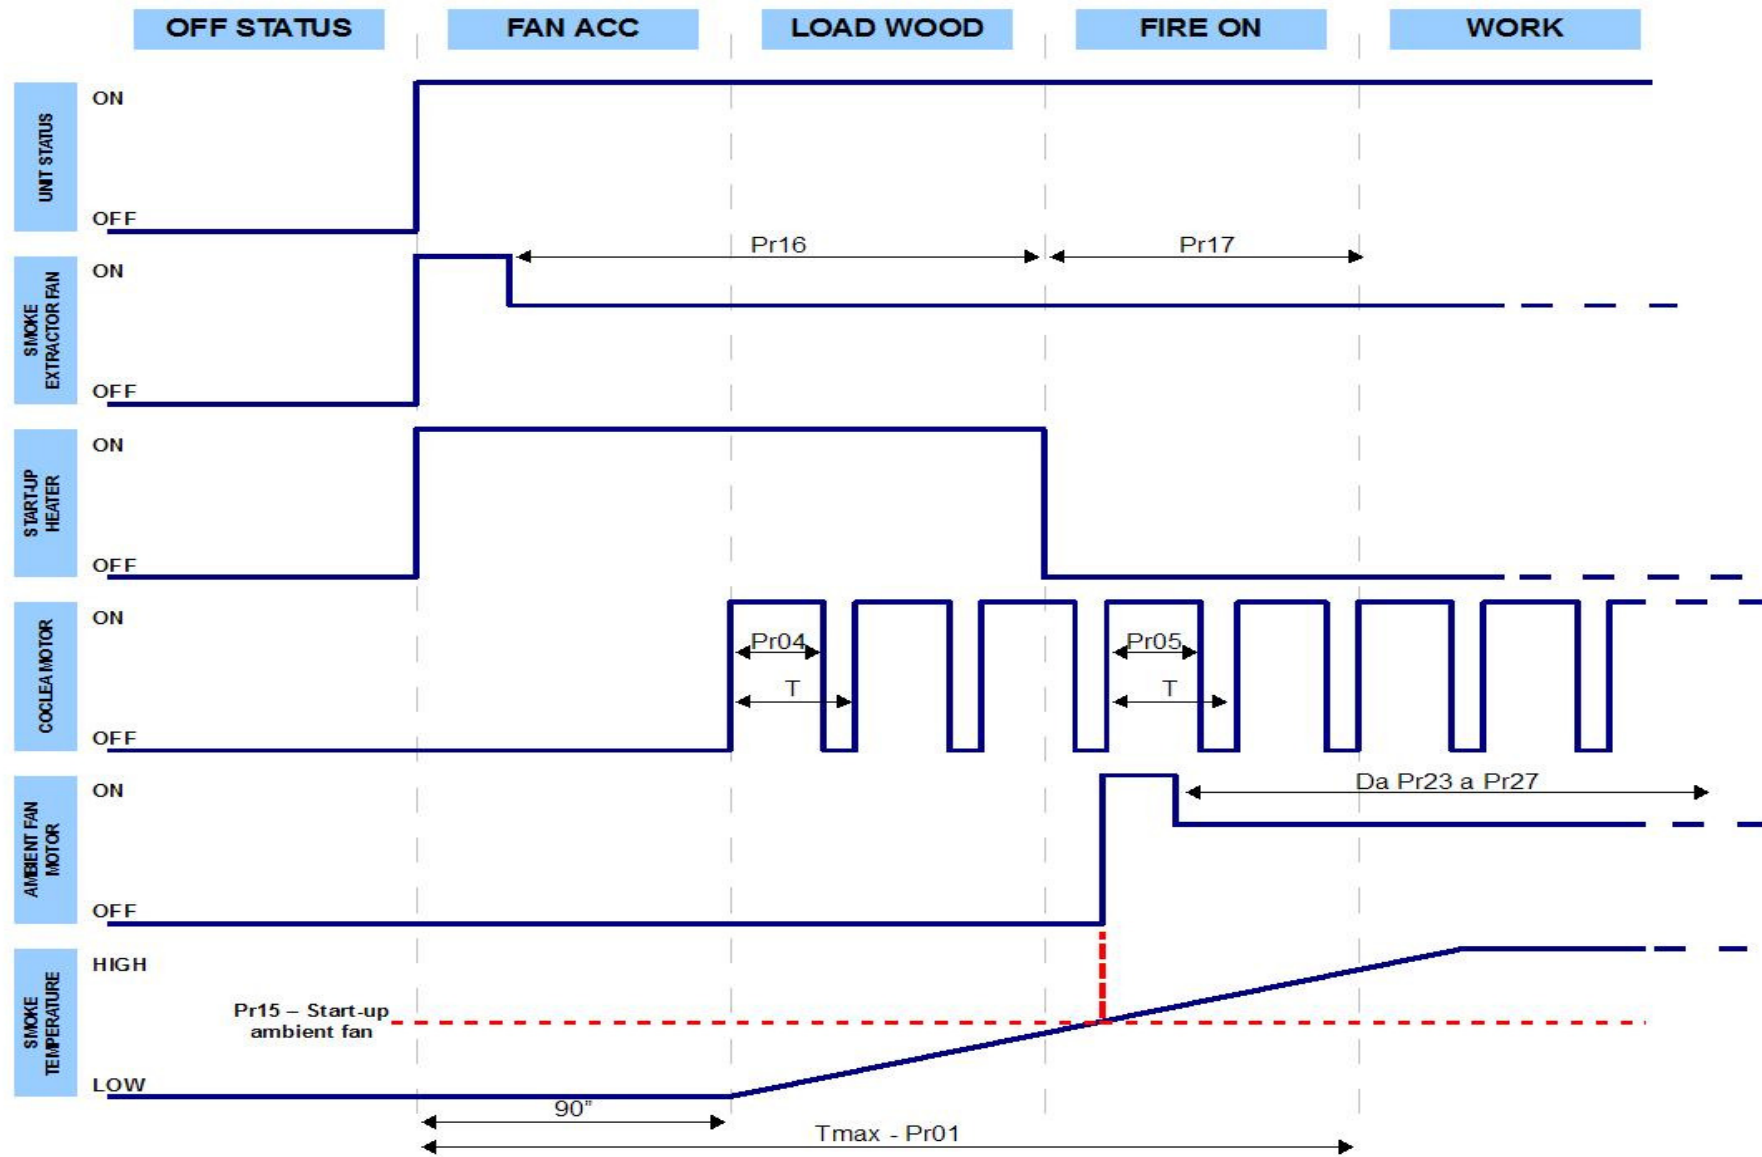 OFF STATUS
FAN ACC
LOAD WOOD
FIRE ON
WORK
UNIT STATUS
ON
OFF
SMOKE
EXTRACTOR FAN
ON
OFF
Pr16
Pr17
START-UP
HEATER
ON
OFF
COCLEA MOTOR
ON
OFF
Pr04
T
Pr05
T
AMBIENT FAN
MOTOR
ON
OFF
Da Pr23 a Pr27
SMOKE
TEMPERATURE
HIGH
LOW
Pr15 – Start-up
ambient fan
90”
Tmax - Pr01